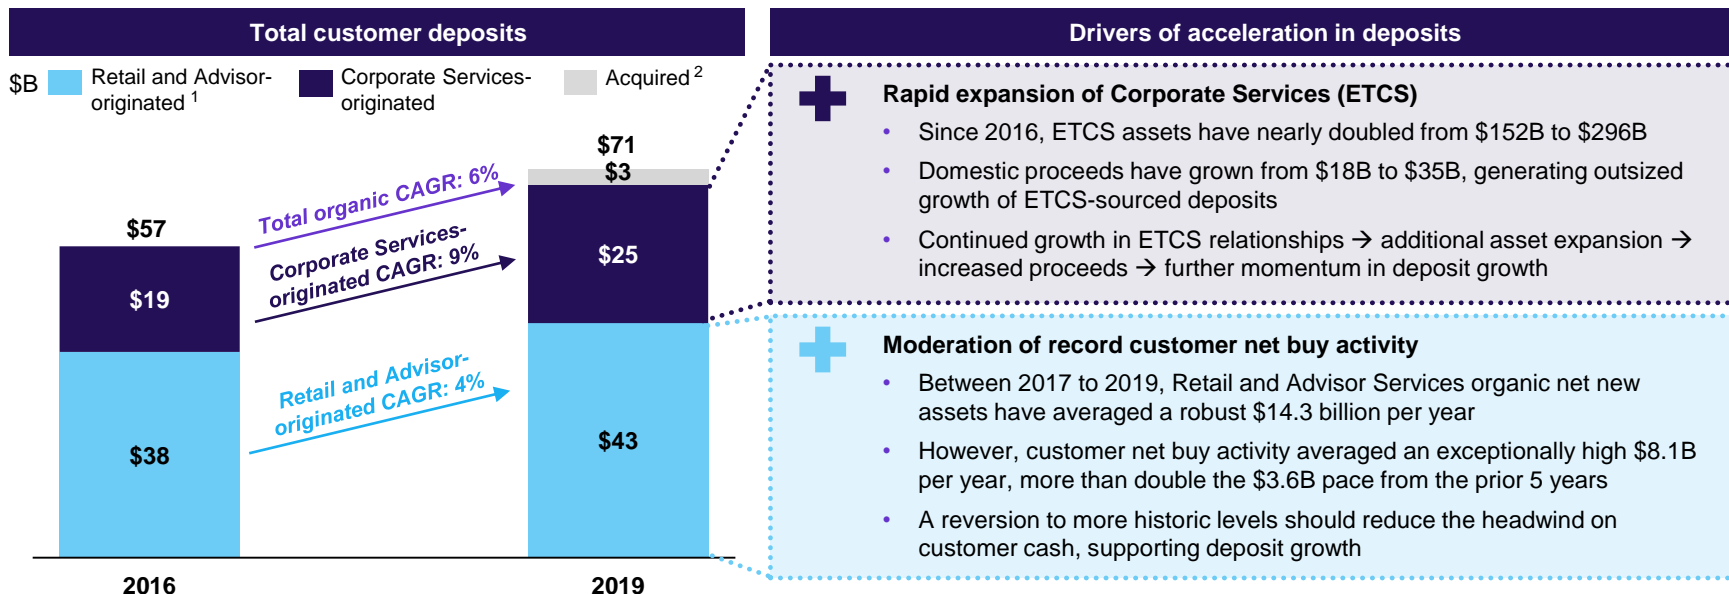 Total customer deposits
$B
Retail and Advisor-
originated 1
Corporate Services-
originated
Acquired 2
$57
$19
$38
2016
Total organic CAGR: 6%
Corporate Services-
originated CAGR: 9%
Retail and Advisor-
originated CAGR: 4%
$71
$3
$25
$43
2019
Drivers of acceleration in deposits
Rapid expansion of Corporate Services (ETCS)
• Since 2016, ETCS assets have nearly doubled from $152B to $296B
• Domestic proceeds have grown from $18B to $35B, generating outsized
growth of ETCS-sourced deposits
• Continued growth in ETCS relationships → additional asset expansion →
increased proceeds → further momentum in deposit growth
Moderation of record customer net buy activity
• Between 2017 to 2019, Retail and Advisor Services organic net new
assets have averaged a robust $14.3 billion per year
• However, customer net buy activity averaged an exceptionally high $8.1B
per year, more than double the $3.6B pace from the prior 5 years
• A reversion to more historic levels should reduce the headwind on
customer cash, supporting deposit growth